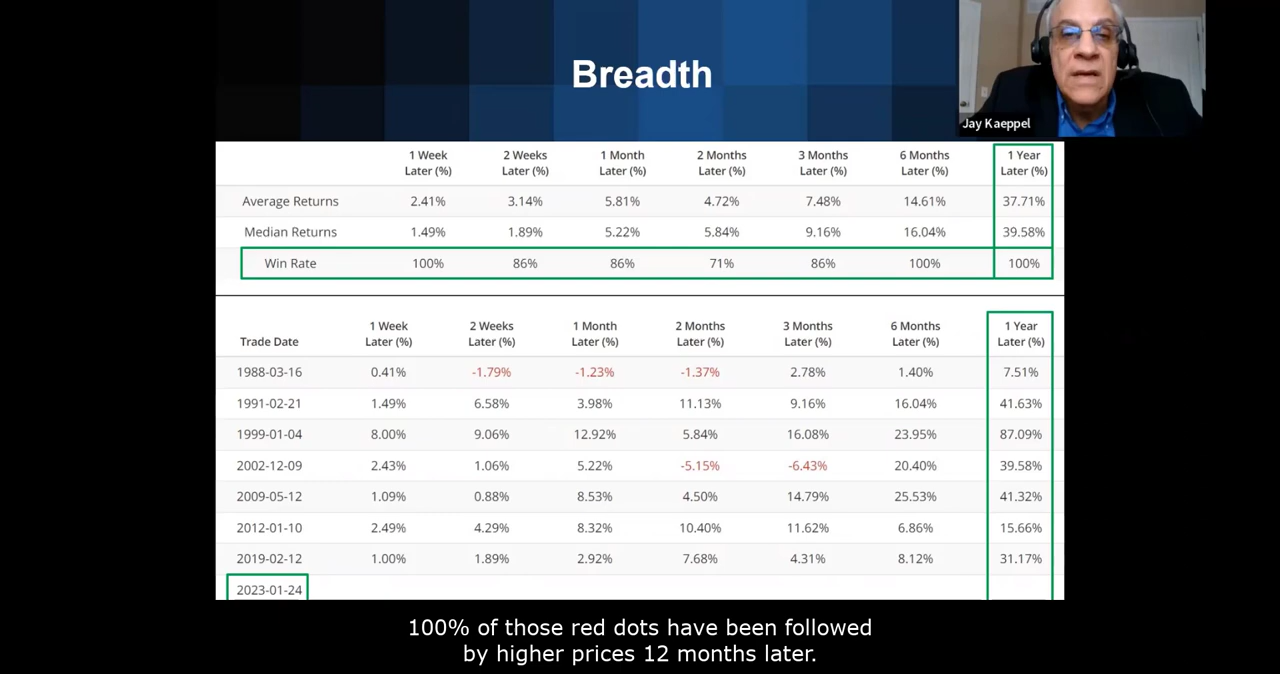 Breadth
Jay Kaeppel
1 Week 2 Weeks 1 Month 2 Months 3 Months 6 Months 1 Year
Later (%) Later (%) Later (%) Later (%) Later (%) Later (%) Later (%)
Average Returns 2.41% 3.14% 5.81% 4.72% 7.48% 14.61% 37.71%
Median Returns 1.49% 1.89% 5.22% 5.84% 9.16% 16.04% 39.58%
Win Rate 100% 86% 86% 71% 86% 100% 100%
1 Week 2 Weeks 1 Month 2 Months 3 Months 6 Months 1 Year
Trade Date Later (%) Later (%) Later (%) Later (%) Later (%) Later (%) Later (%)
1988-03-16 0.41% -1.79% -1.23% -1.37% 2.78% 1.40% 7.51%
1991-02-21 1.49% 6.58% 3.98% 11.13% 9.16% 16.04% 41.63%
1999-01-04 8.00% 9.06% 12.92% 5.84% 16.08% 23.95% 87.09%
2002-12-09 2.43% 1.06% 5.22% -5.15% -6.43% 20.40% 39.58%
2009-05-12 1.09% 0.88% 8.53% 4.50% 14.79% 25.53% 41.32%
2012-01-10 2.49% 4.29% 8.32% 10.40% 11.62% 6.86% 15.66%
2019-02-12 1.00% 1.89% 2.92% 7.68% 4.31% 8.12% 31.17%
2023-01-24
100% of those red dots have been followed
by higher prices 12 months later.